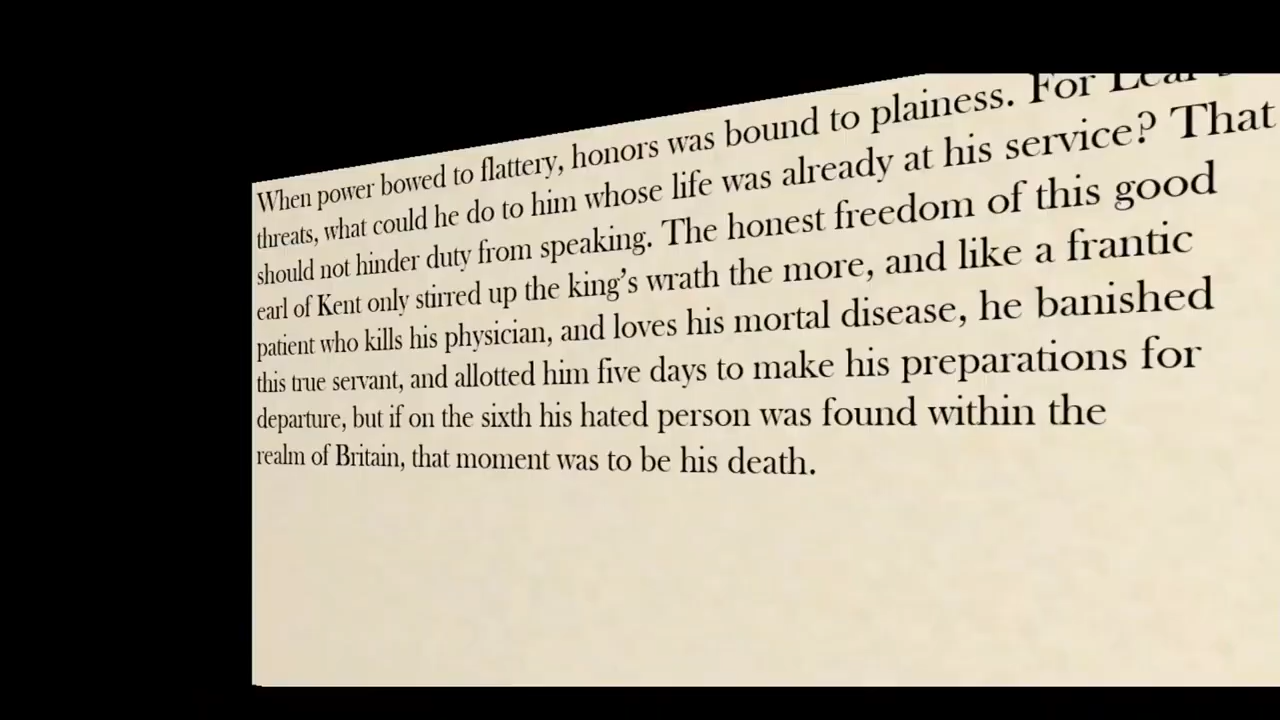 When power bowed to flattery, honors was bound to plainess. For Lear's
threats, what could he do to him whose life was already at his service? That
should not hinder duty from speaking. The honest freedom of this good
earl of Kent only stirred up the king’s wrath the more, and like a frantic
patient who kills his physician, and loves his mortal disease, he banished
this true servant, and allotted him five days to make his preparations for
departure, but if on the sixth his hated person was found within the
realm of Britain, that moment was to be his death.